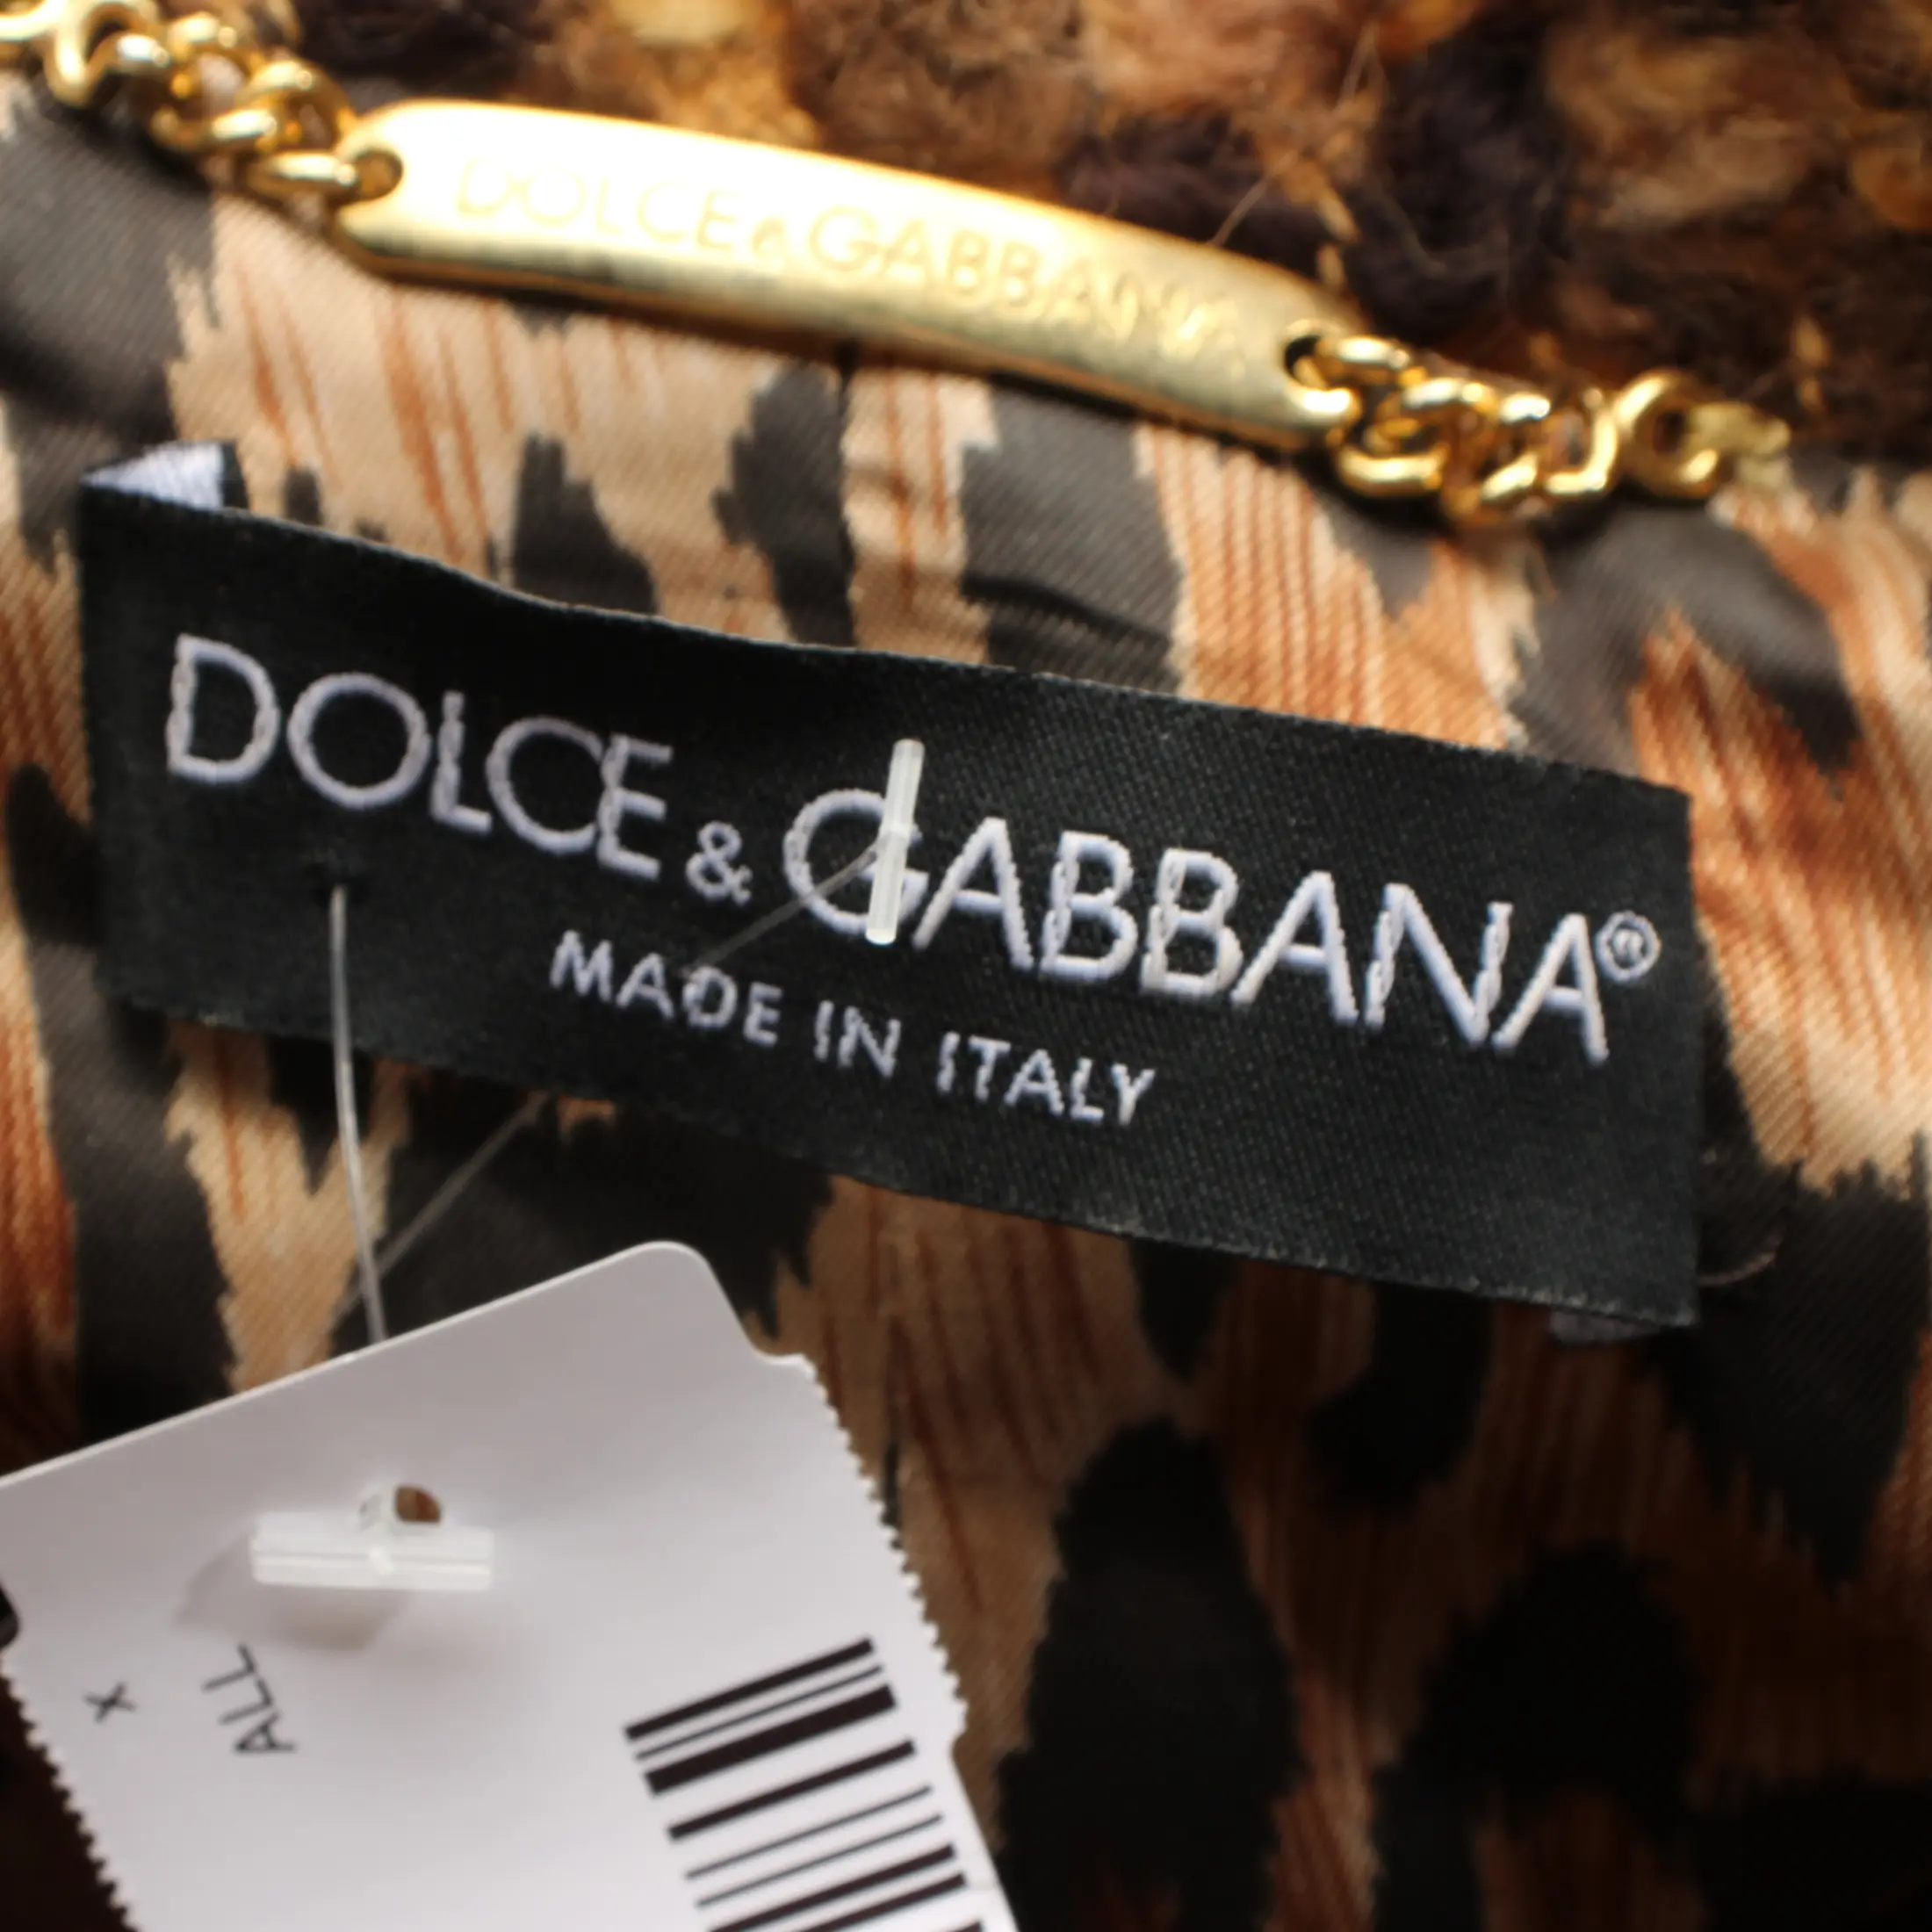 DOLCE & GABBANA
DOLCE & GABBANA®
MADE IN ITALY
ALL
X